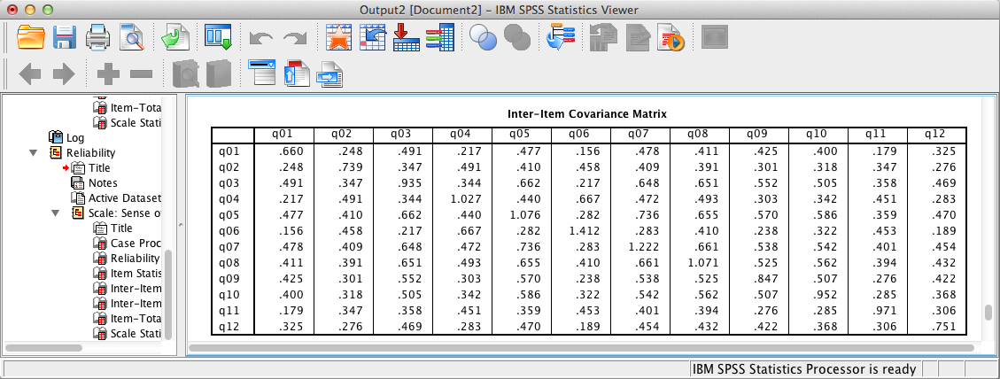 Output2 [Document2] – IBM SPSS Statistics Viewer
Item-Tota
Scale Stati
Log
Reliability
Title
Notes
Active Dataset
Scale: Sense o
Title
Case Proc
Reliability
Item Statis
Inter-Item
Inter-Item
Item-Tota
Scale Stati
Inter-Item Covariance Matrix
q01 q02 q03 q04 q05 q06 q07 q08 q09 q10 q11 q12
q01 .660 .248 .491 .217 .477 .156 .478 .411 .425 .400 .179 .325
q02 .248 .739 .347 .491 .410 .458 .409 .391 .301 .318 .347 .276
q03 .491 .347 .935 .344 .662 .217 .648 .651 .552 .505 .358 .469
q04 .217 .491 .344 1.027 .440 .667 .472 .493 .303 .342 .451 .283
q05 .477 .410 .662 .440 1.076 .282 .736 .655 .570 .586 .359 .470
q06 .156 .458 .217 .667 .282 1.412 .283 .410 .238 .322 .453 .189
q07 .478 .409 .648 .472 .736 .283 1.222 .661 .538 .542 .401 .454
q08 .411 .391 .651 .493 .655 .410 .661 1.071 .525 .562 .394 .432
q09 .425 .301 .552 .303 .570 .238 .538 .525 .847 .507 .276 .422
q10 .400 .318 .505 .342 .586 .322 .542 .562 .507 .952 .285 .368
q11 .179 .347 .358 .451 .359 .453 .401 .394 .276 .285 .971 .306
q12 .325 .276 .469 .283 .470 .189 .454 .432 .422 .368 .306 .751
IBM SPSS Statistics Processor is ready